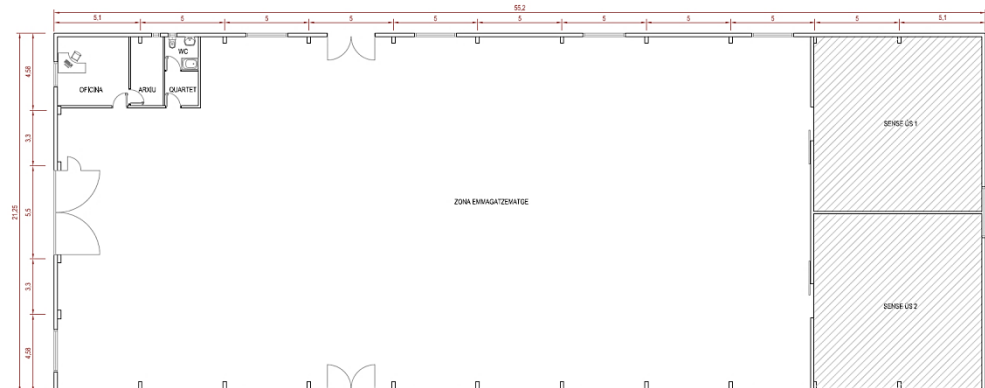 55,2
5,1 5 5 5 5 5 5 5 5 5 5,1
4,58
WC
OFICINA ARXIU QUARTET
SENSE ÚS 1
3,3
21,25
5,5
ZONA EMMAGATZEMATGE
3,3
SENSE ÚS 2
4,58